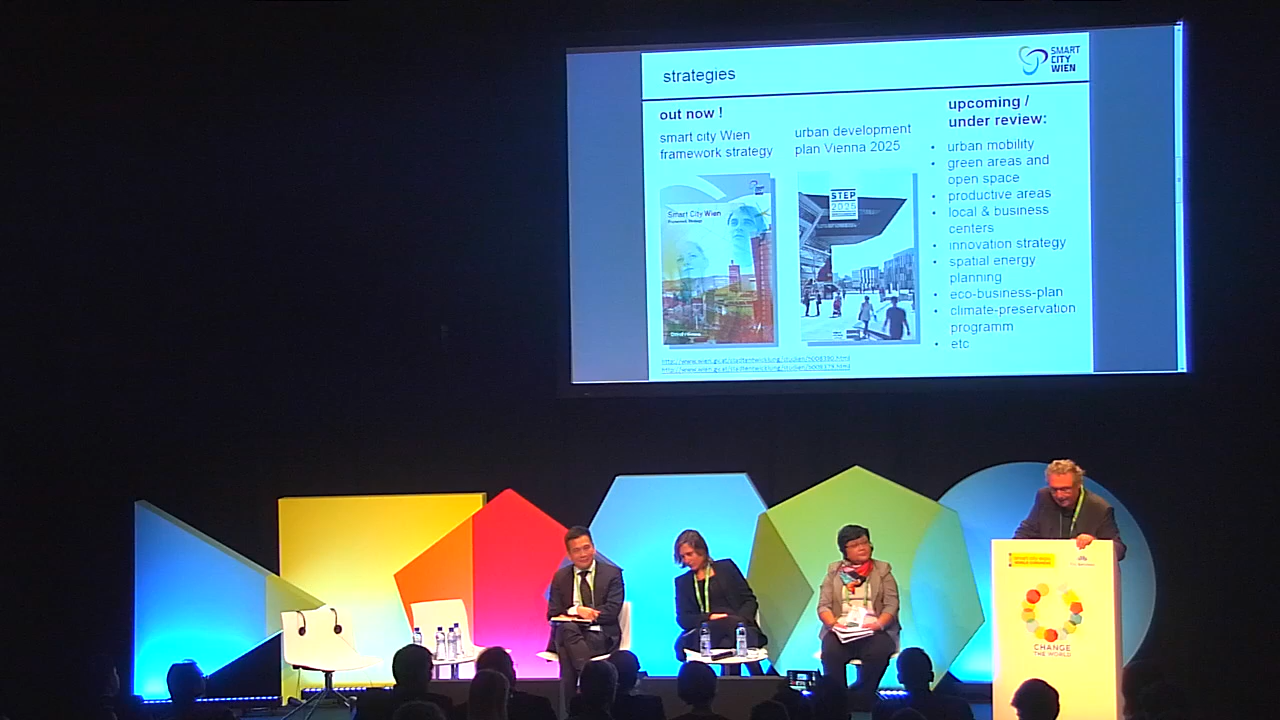 strategies
SMART
CITY
WIEN
out now !
smart city Wien
framework strategy
urban development
plan Vienna 2025
upcoming /
under review:
• urban mobility
• green areas and
open space
• productive areas
• local & business
centers
• innovation strategy
• spatial energy
planning
• eco-business-plan
• climate-preservation
programm
• etc
Smart City Wien
Framework Strategy
STEP
2025
CHANGE
THE WORLD